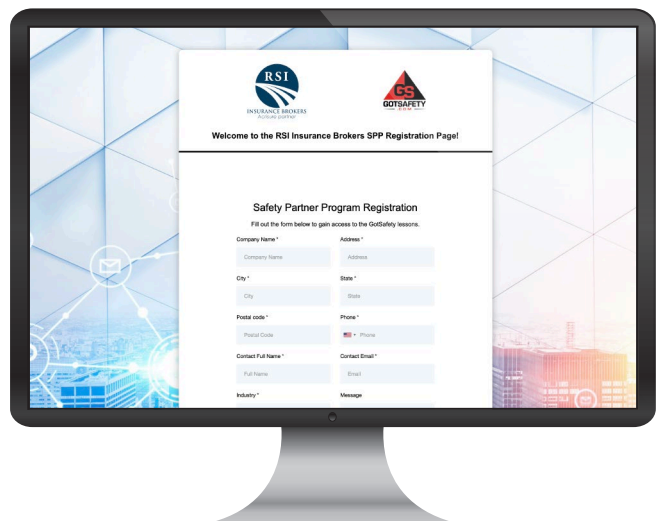 RSI
INSURANCE BROKERS
Acrisure partner
GS
GOTSAFETY
.COM
Welcome to the RSI Insurance Brokers SPP Registration Page!
Safety Partner Program Registration
Fill out the form below to gain access to the GotSafety lessons.
Company Name * Address *
Company Name Address
City * State *
City State
Postal code * Phone *
Postal Code Phone
Contact Full Name * Contact Email *
Full Name Email
Industry * Message